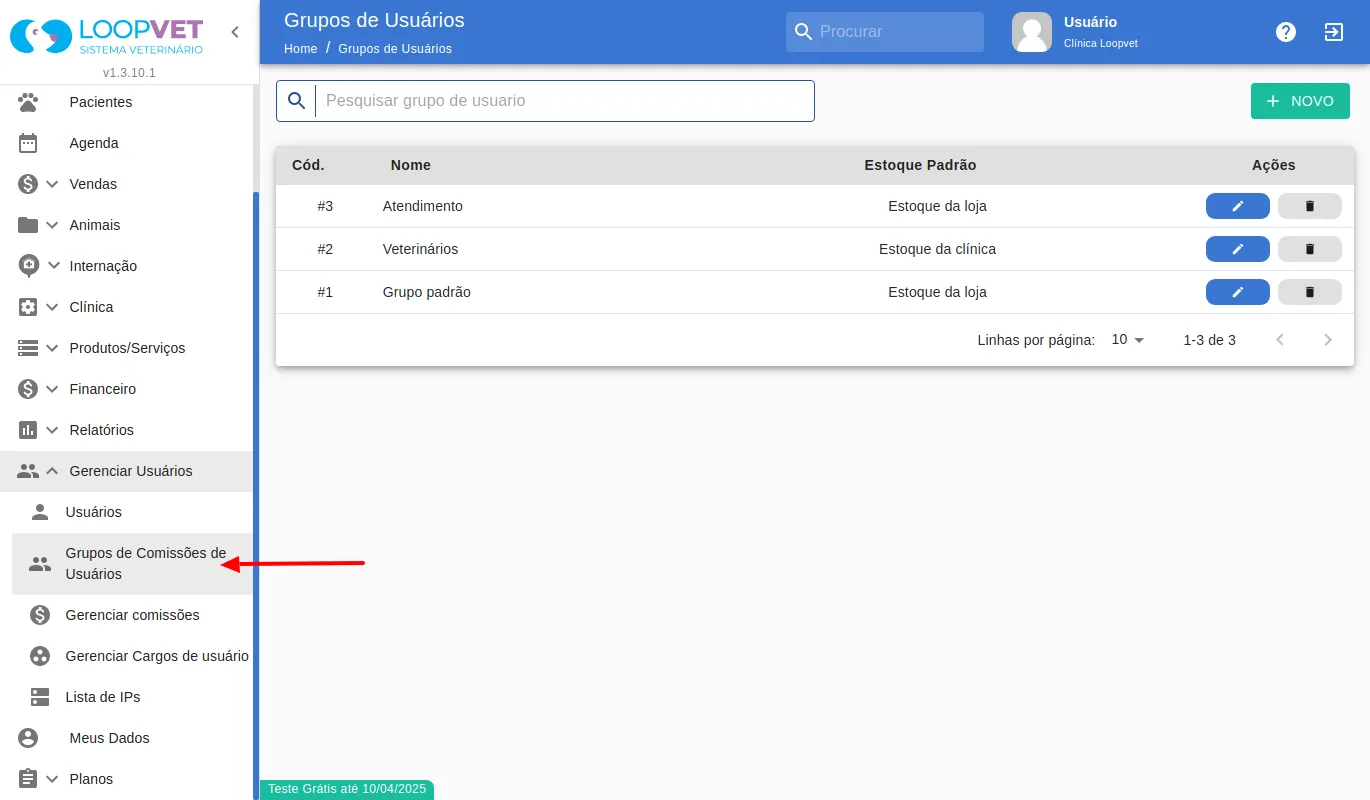 LOOPVET
SISTEMA VETERINÁRIO
v1.3.10.1
Pacientes
Agenda
Vendas
Animais
Internação
Clínica
Produtos/Serviços
Financeiro
Relatórios
Gerenciar Usuários
Usuários
Grupos de Comissões de
Usuários
Gerenciar comissões
Gerenciar Cargos de usuário
Lista de IPs
Meus Dados
Planos
Grupos de Usuários
Home / Grupos de Usuários
Procurar
Usuário
Clínica Loopvet
Pesquisar grupo de usuario
NOVO
Cód. Nome Estoque Padrão Ações
#3 Atendimento Estoque da loja
#2 Veterinários Estoque da clínica
#1 Grupo padrão Estoque da loja
Linhas por página: 10 1-3 de 3
Teste Grátis até 10/04/2025